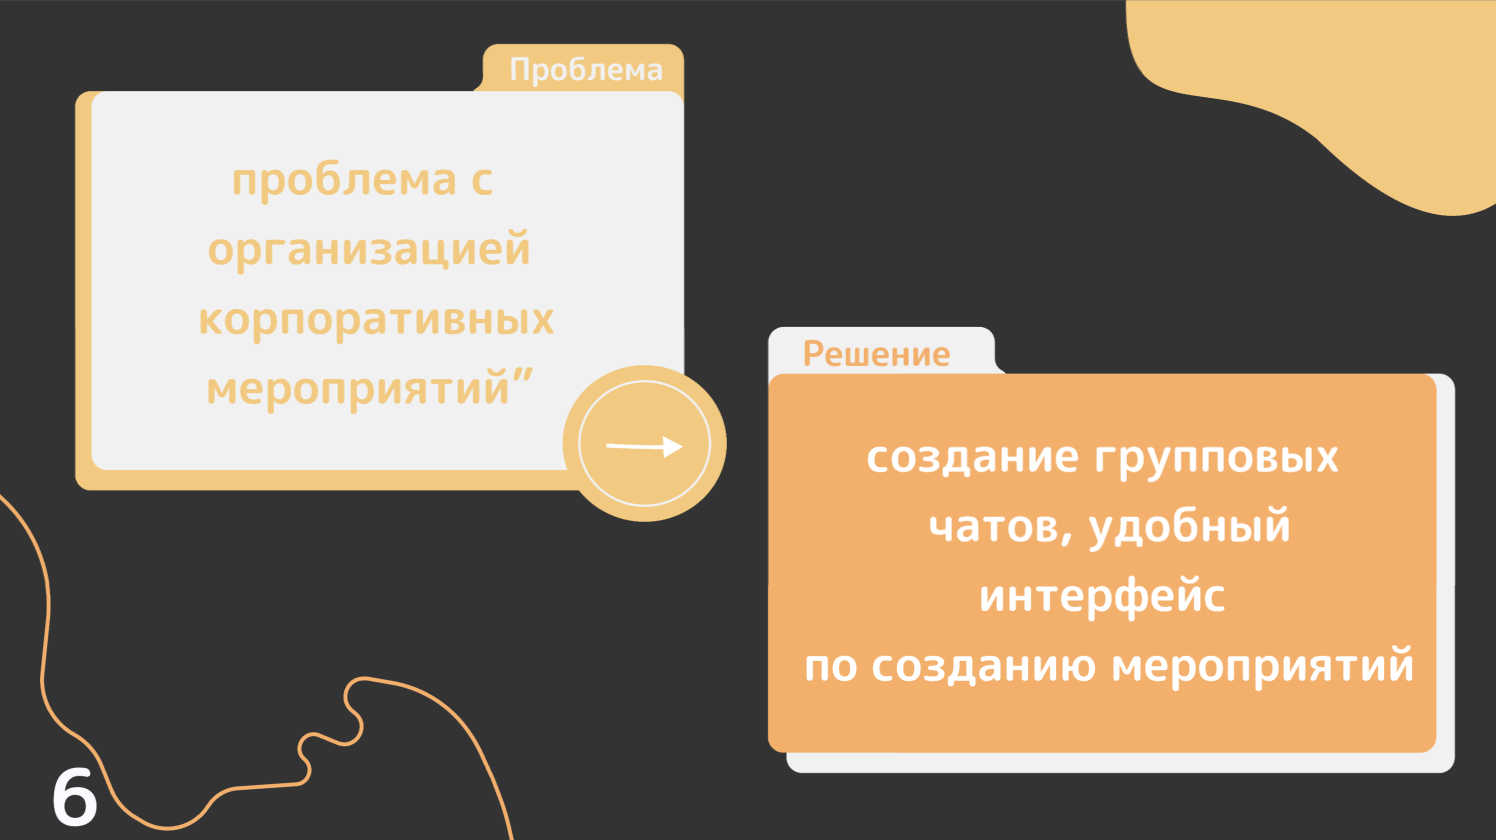 Проблема
проблема с
организацией
корпоративных
мероприятий”
Решение
создание групповых
чатов, удобный
интерфейс
по созданию мероприятий
6